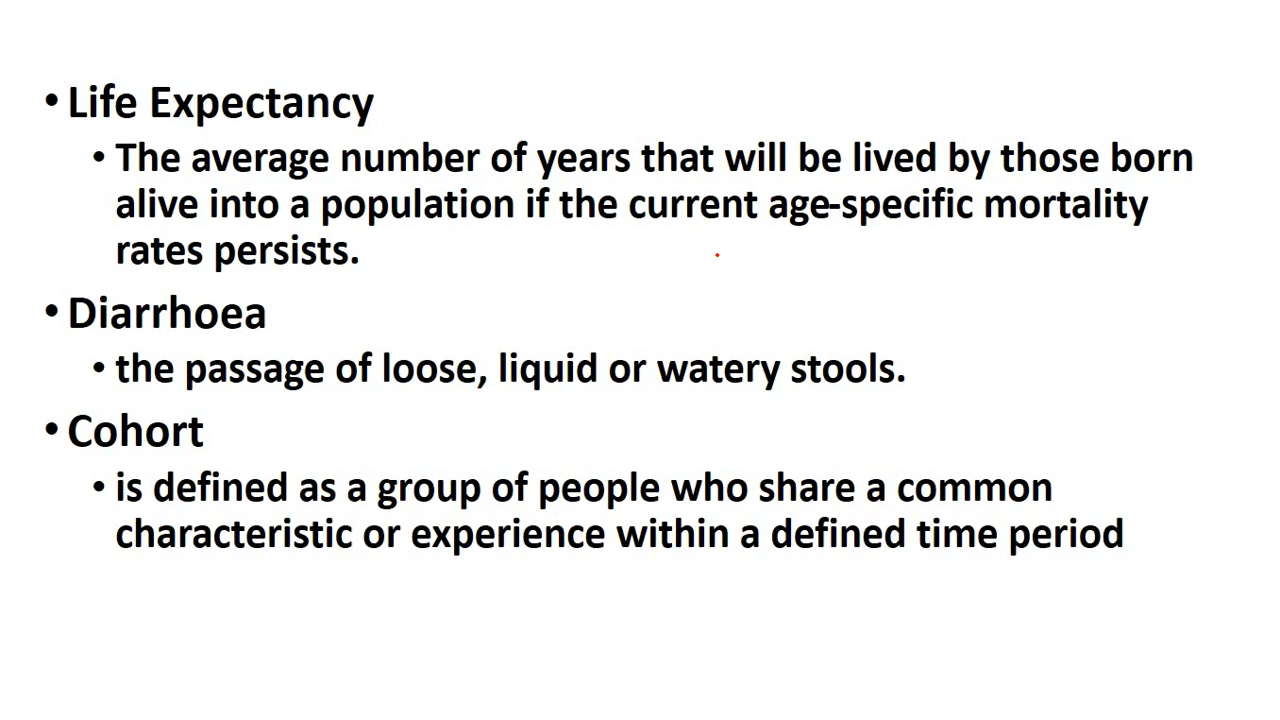 • Life Expectancy
• The average number of years that will be lived by those born
alive into a population if the current age-specific mortality
rates persists.
• Diarrhoea
• the passage of loose, liquid or watery stools.
• Cohort
• is defined as a group of people who share a common
characteristic or experience within a defined time period